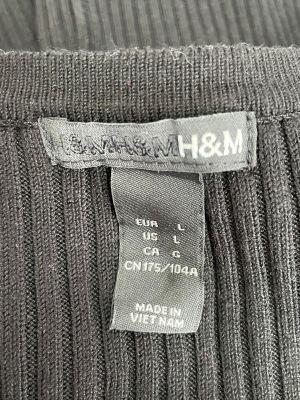 H&M H&M H&M
EUR L
US L
CA G
CN 175/104A
MADE IN
VIET NAM